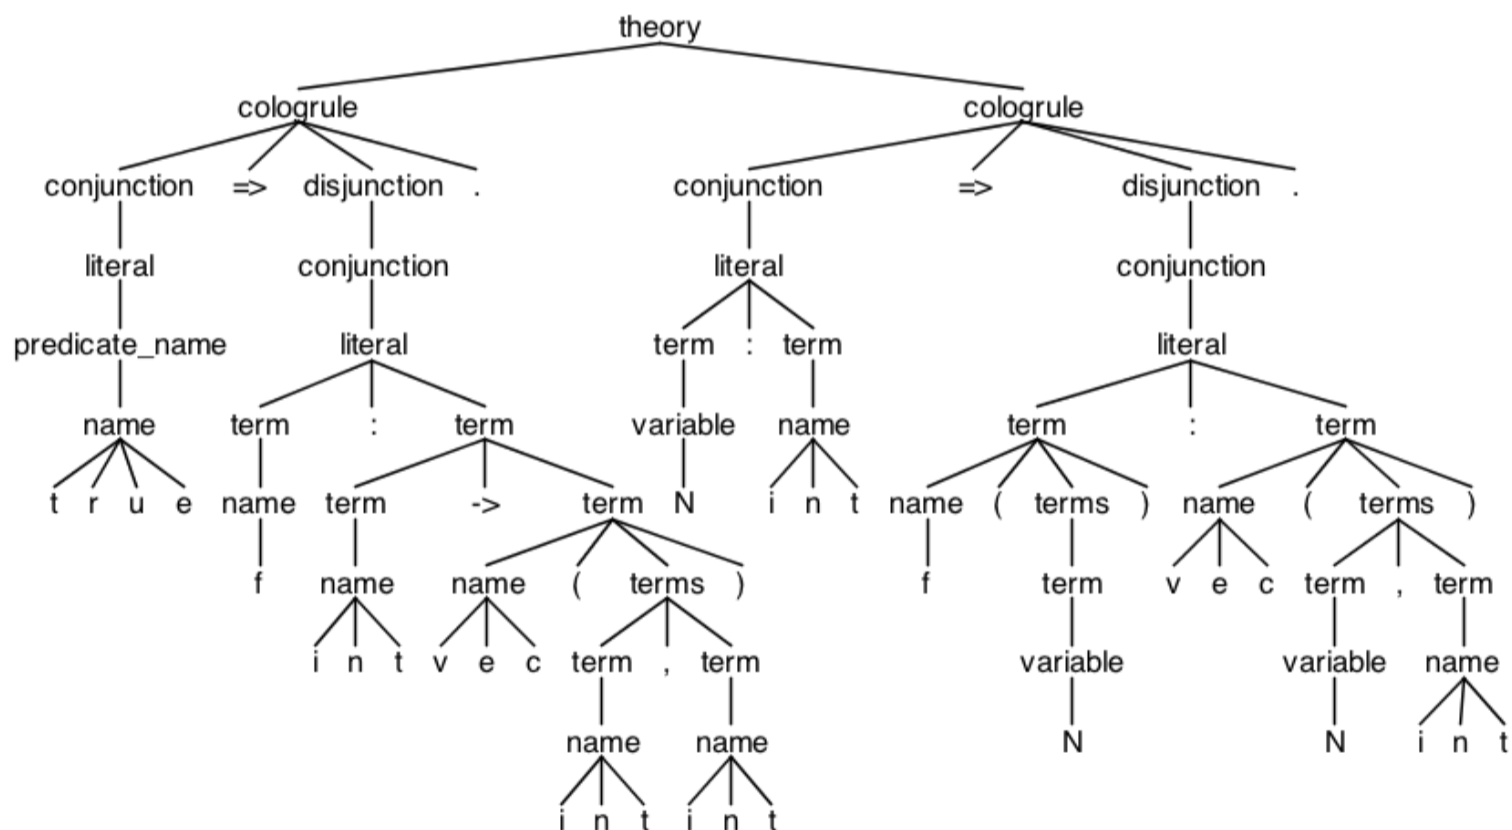 theory
cologrule cologrule
conjunction => disjunction . conjunction => disjunction .
literal conjunction literal conjunction
predicate_name literal term : term literal
name term : term variable name term : term
t r u e name term -> term N i n t name ( terms ) name ( terms )
f name name ( terms ) f term v e c term , term
i n t v e c term , term variable variable name
name name N N i n t
i n t i n t